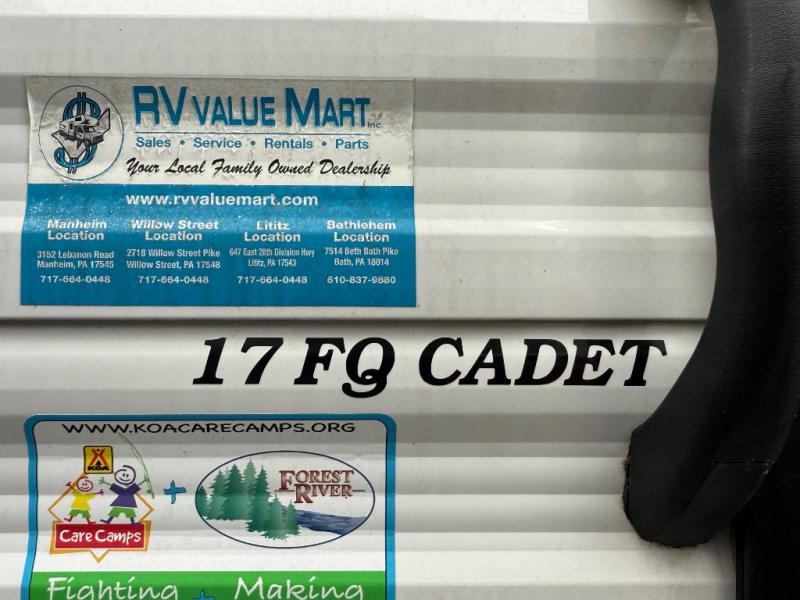 RV VALUE MART Inc.
Sales • Service • Rentals • Parts
Your Local Family Owned Dealership
www.rvvaluemart.com
Manheim Location
3152 Lebanon Road
Manheim, PA 17545
717-664-0448
Willow Street Location
2718 Willow Street Pike
Willow Street, PA 17548
717-664-0448
Lititz Location
647 East 28th Division Hwy
Lititz, PA 17543
717-664-0448
Bethlehem Location
7514 Beth Bath Pike
Bath, PA 18014
610-837-9880
17 FQ CADET
WWW.KOACARECAMPS.ORG
KOA
Care Camps
+
FOREST
RIVER
Fighting + Making